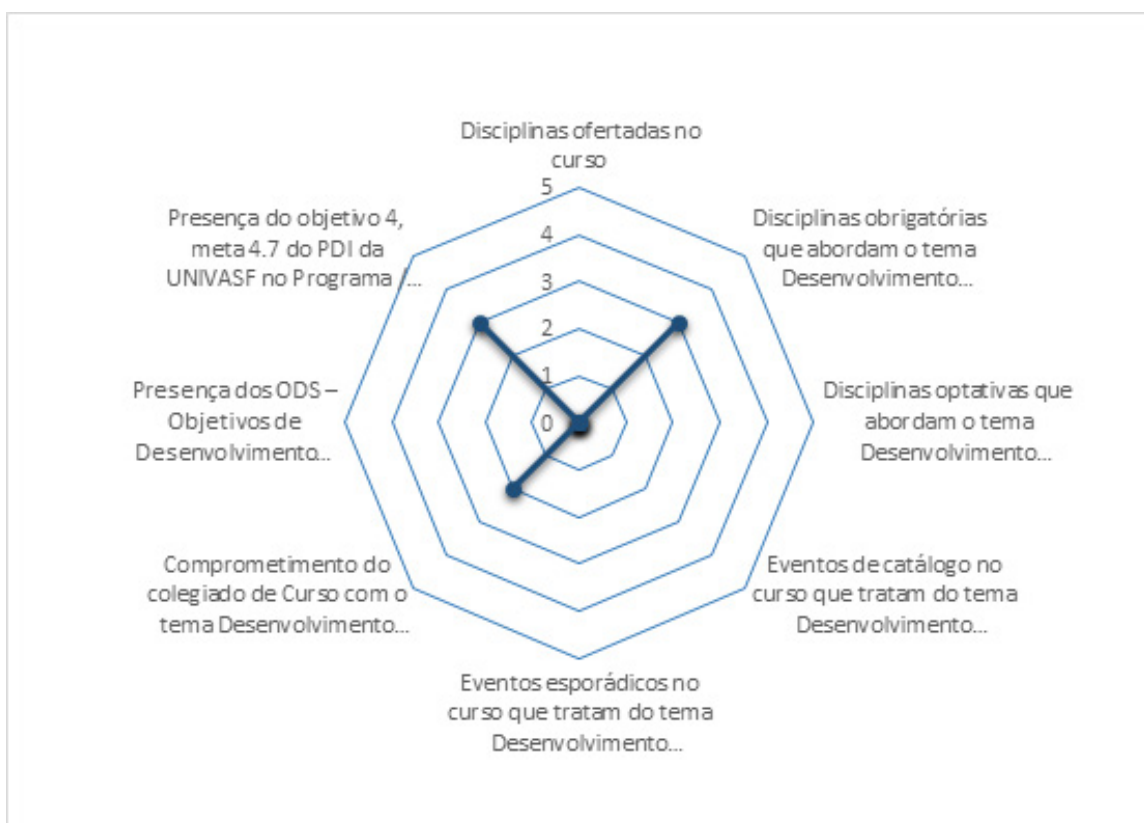 Disciplinas ofertadas no
curso
5
4
3
2
1
0
Disciplinas obrigatórias
que abordam o tema
Desenvolvimento...
Disciplinas optativas que
abordam o tema
Desenvolvimento...
Eventos de catálogo no
curso que tratam do tema
Desenvolvimento...
Eventos esporádicos no
curso que tratam do tema
Desenvolvimento...
Comprometimento do
colegiado de Curso com o
tema Desenvolvimento...
Presença dos ODS –
Objetivos de
Desenvolvimento...
Presença do objetivo 4,
meta 4.7 do PDI da
UNIVASF no Programa /...